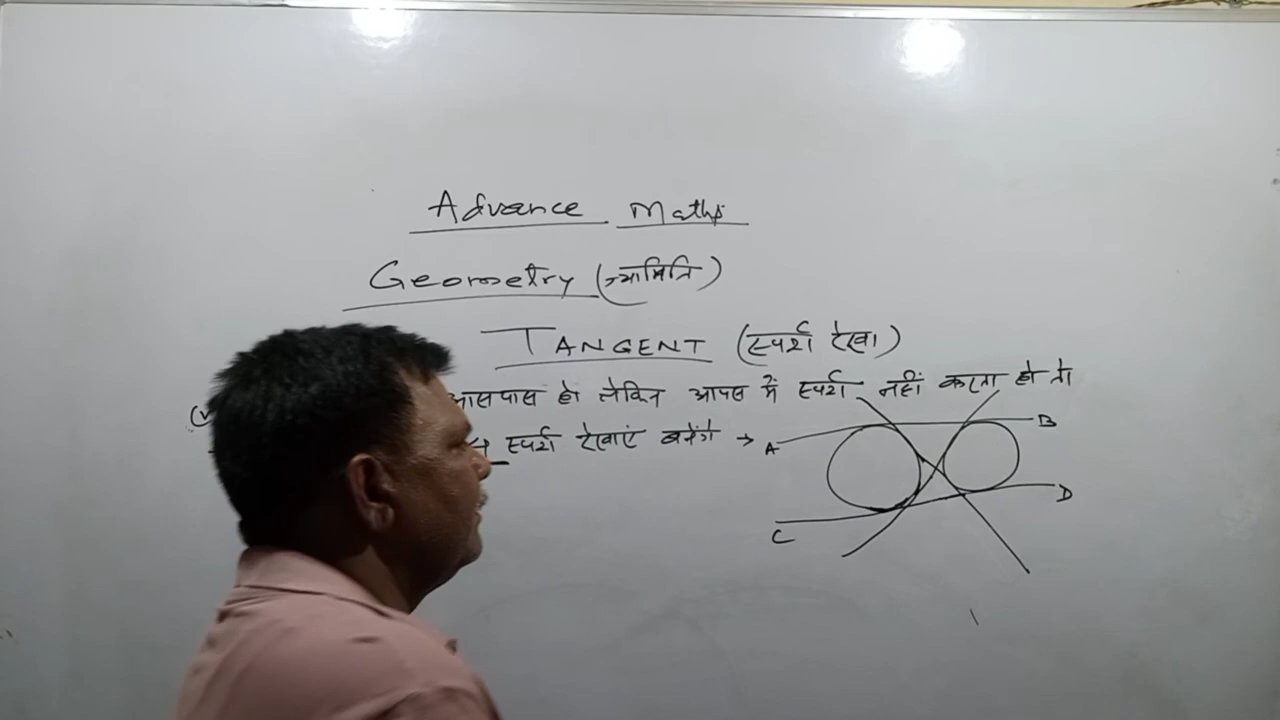 Advance Maths
Geometry (ज्यामिति)
TANGENT (स्पर्श रेखा)
आसपास हो लेकिन आपस में स्पर्श नहीं करता हो तो
स्पर्श रेखाएं बनेंगे → A B
D
C